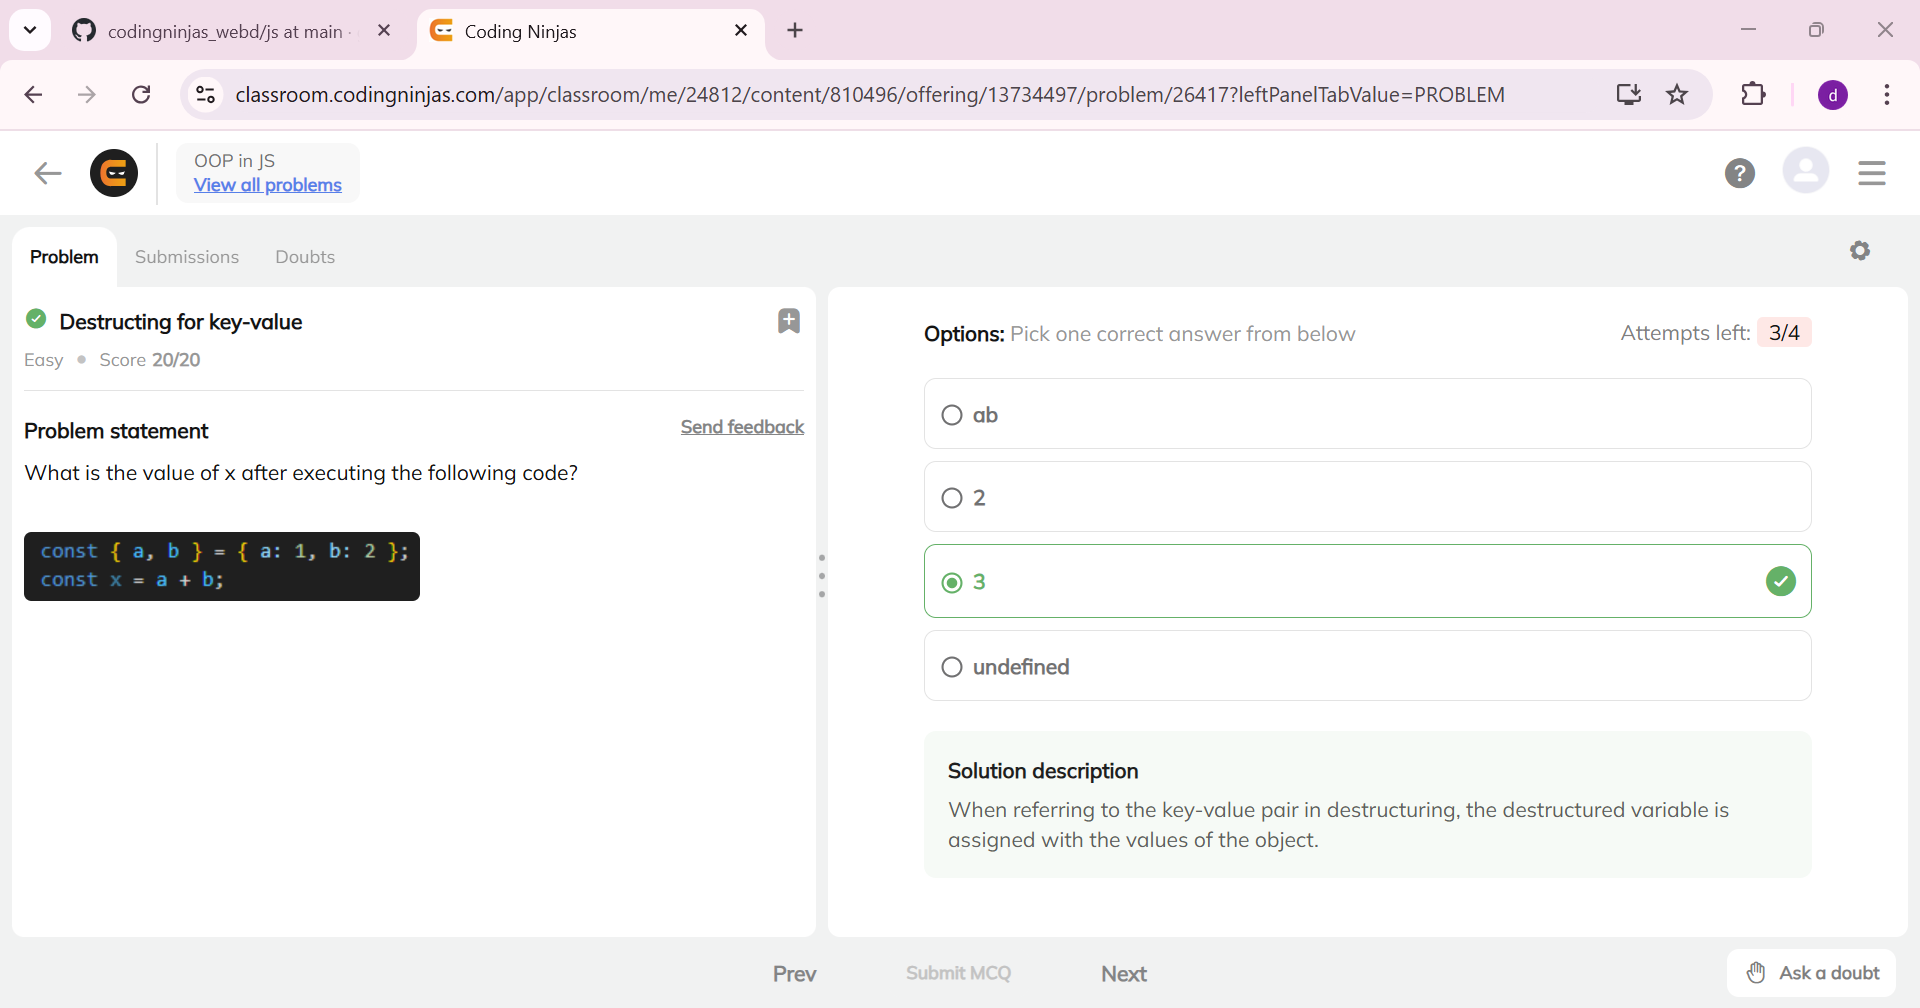 codingninjas_webd/js at main ·
Coding Ninjas
classroom.codingninjas.com/app/classroom/me/24812/content/810496/offering/13734497/problem/26417?leftPanelTabValue=PROBLEM
d
OOP in JS
View all problems
?
Problem
Submissions
Doubts
Destructing for key-value
Easy • Score 20/20
Problem statement
Send feedback
What is the value of x after executing the following code?
const { a, b } = { a: 1, b: 2 };
const x = a + b;
Options: Pick one correct answer from below
Attempts left: 3/4
ab
2
3
undefined
Solution description
When referring to the key-value pair in destructuring, the destructured variable is
assigned with the values of the object.
Prev
Submit MCQ
Next
Ask a doubt